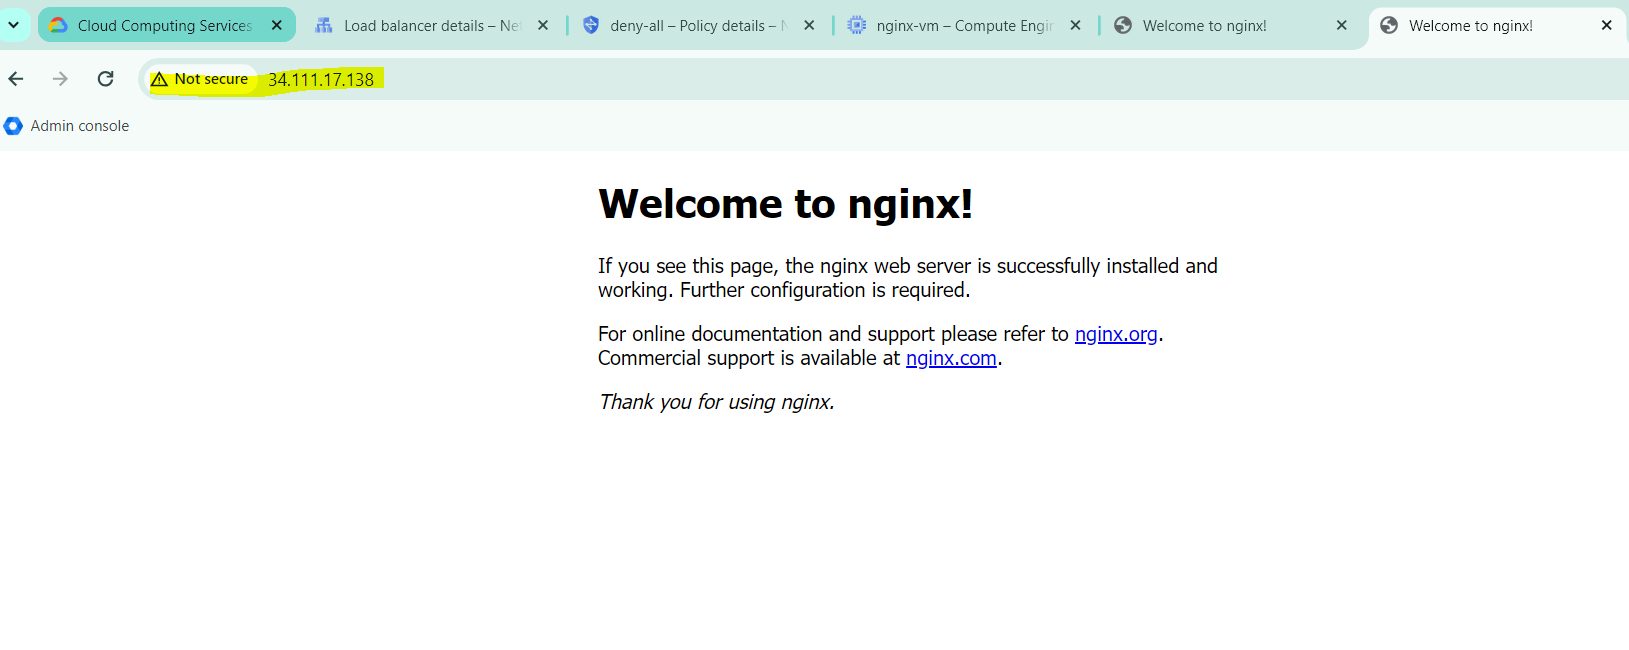 Cloud Computing Services
Load balancer details – Net
deny-all – Policy details – N
nginx-vm – Compute Engin
Welcome to nginx!
Welcome to nginx!
Not secure 34.111.17.138
Admin console
Welcome to nginx!
If you see this page, the nginx web server is successfully installed and
working. Further configuration is required.
For online documentation and support please refer to nginx.org.
Commercial support is available at nginx.com.
Thank you for using nginx.